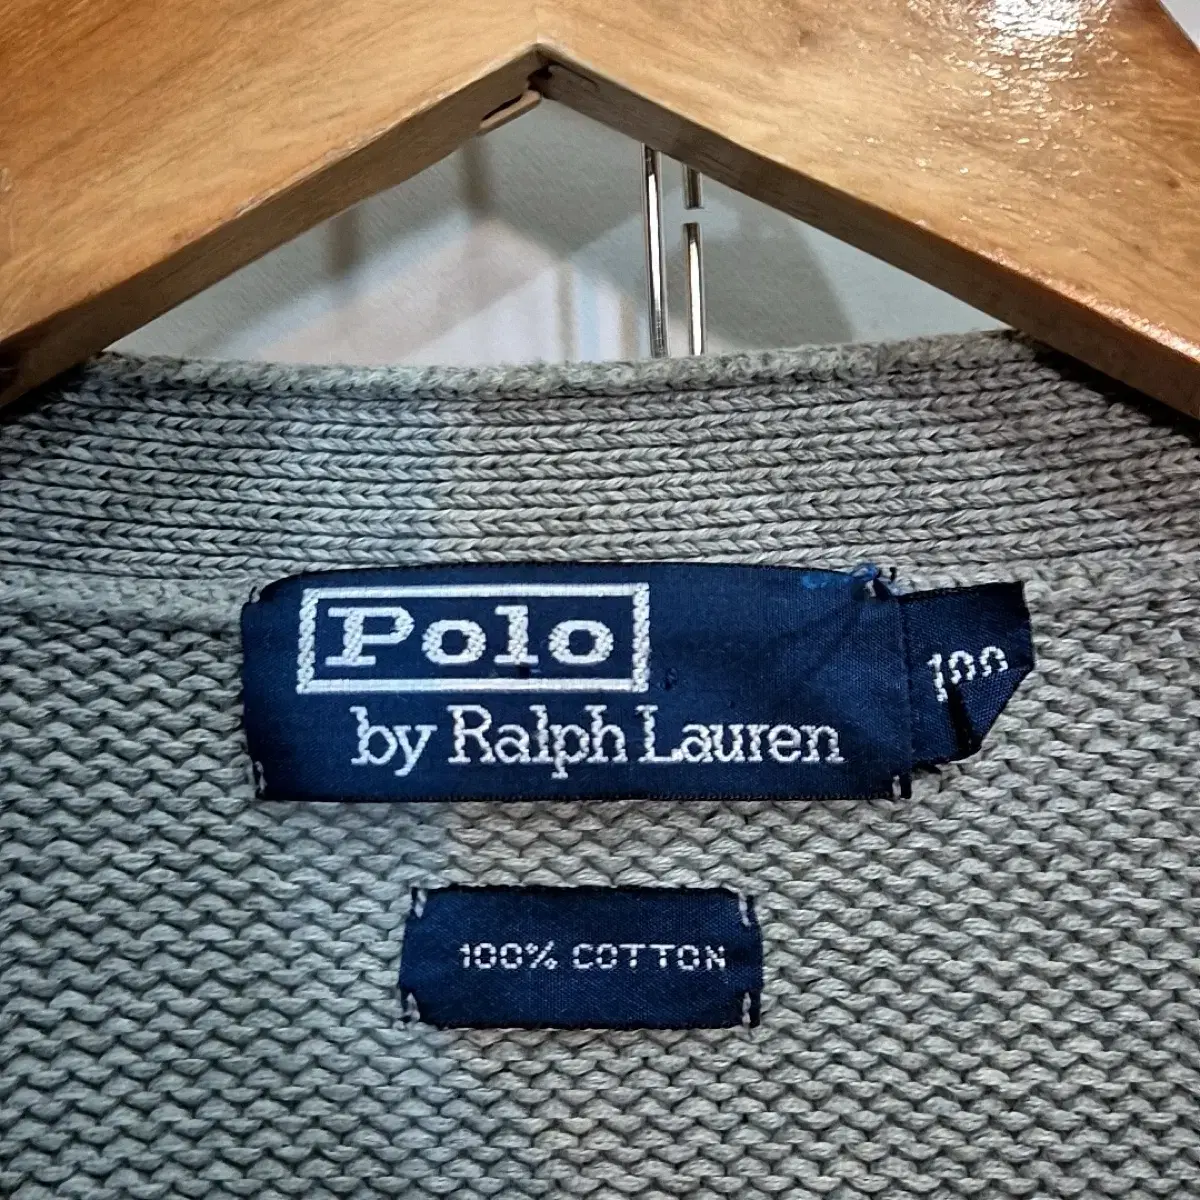 Polo
by Ralph Lauren
100
100% COTTON